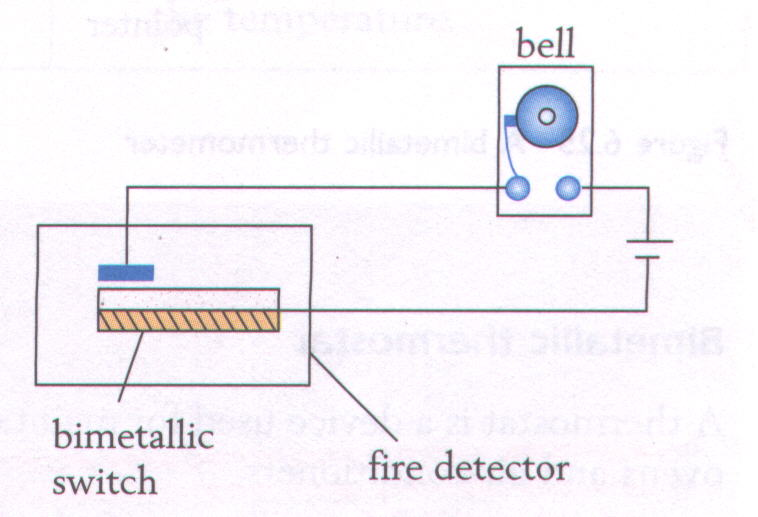 bell
bimetallic
switch
fire detector